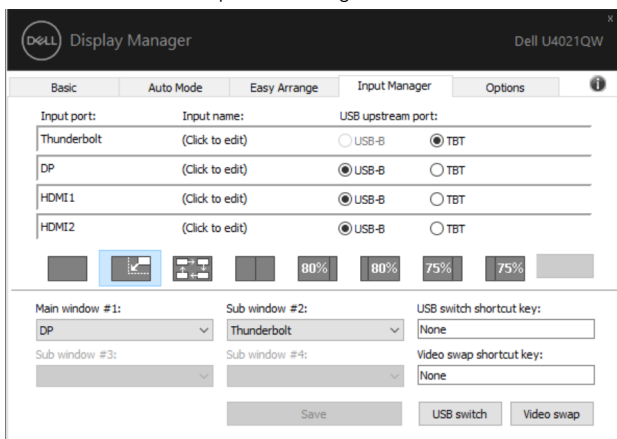 x
DELL Display Manager Dell U4021QW
Basic Auto Mode Easy Arrange Input Manager Options i
Input port: Input name: USB upstream port:
Thunderbolt (Click to edit) USB-B TBT
DP (Click to edit) USB-B TBT
HDMI1 (Click to edit) USB-B TBT
HDMI2 (Click to edit) USB-B TBT
80% 80% 75% 75%
Main window #1: Sub window #2: USB switch shortcut key:
DP Thunderbolt None
Sub window #3: Sub window #4: Video swap shortcut key:
None
Save USB switch Video swap